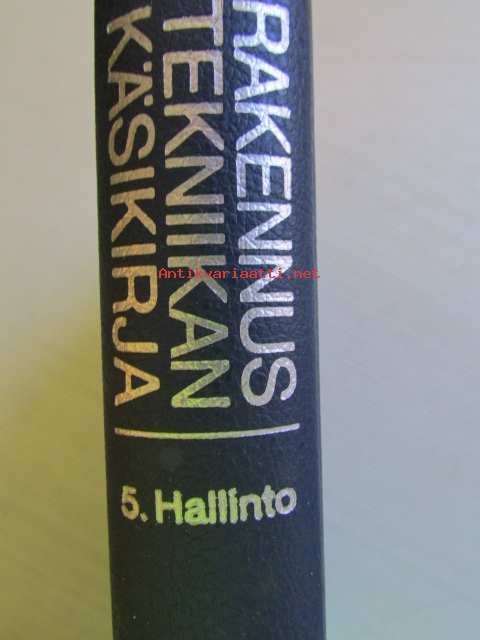 RAKENNUS
TEKNIIKAN
KÄSIKIRJA
5. Hallinto
Antikvariaatti.net